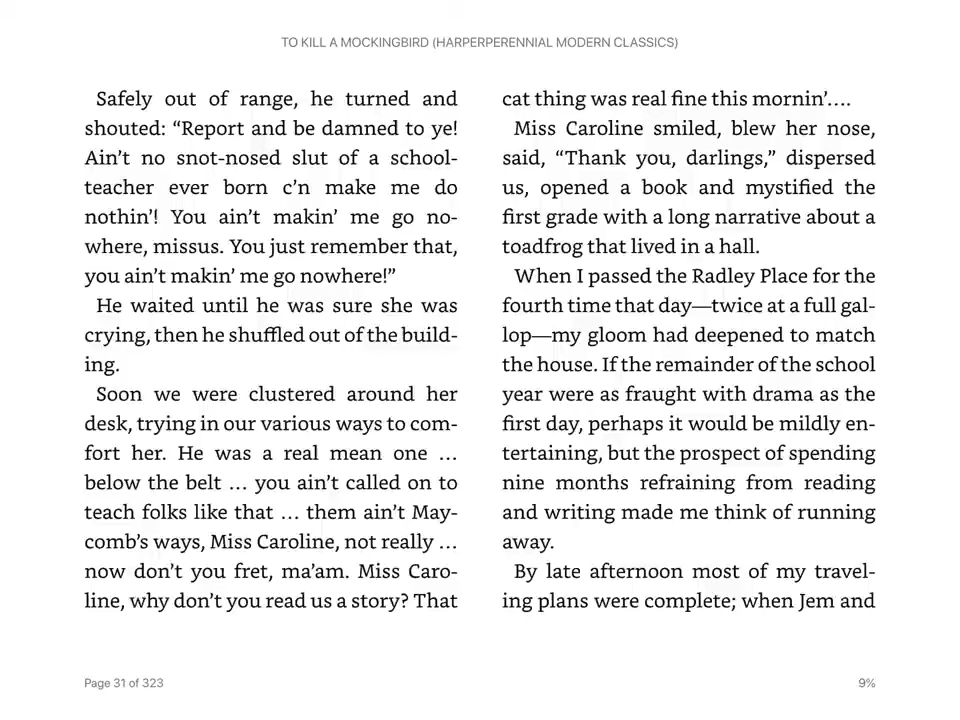 TO KILL A MOCKINGBIRD (HARPERPERENNIAL MODERN CLASSICS)
Safely out of range, he turned and
shouted: “Report and be damned to ye!
Ain’t no snot-nosed slut of a school-
teacher ever born c’n make me do
nothin’! You ain’t makin’ me go no-
where, missus. You just remember that,
you ain’t makin’ me go nowhere!”
He waited until he was sure she was
crying, then he shuffled out of the build-
ing.
Soon we were clustered around her
desk, trying in our various ways to com-
fort her. He was a real mean one …
below the belt … you ain’t called on to
teach folks like that … them ain’t May-
comb’s ways, Miss Caroline, not really …
now don’t you fret, ma’am. Miss Caro-
line, why don’t you read us a story? That
cat thing was real fine this mornin’….
Miss Caroline smiled, blew her nose,
said, “Thank you, darlings,” dispersed
us, opened a book and mystified the
first grade with a long narrative about a
toadfrog that lived in a hall.
When I passed the Radley Place for the
fourth time that day—twice at a full gal-
lop—my gloom had deepened to match
the house. If the remainder of the school
year were as fraught with drama as the
first day, perhaps it would be mildly en-
tertaining, but the prospect of spending
nine months refraining from reading
and writing made me think of running
away.
By late afternoon most of my travel-
ing plans were complete; when Jem and
Page 31 of 323
9%